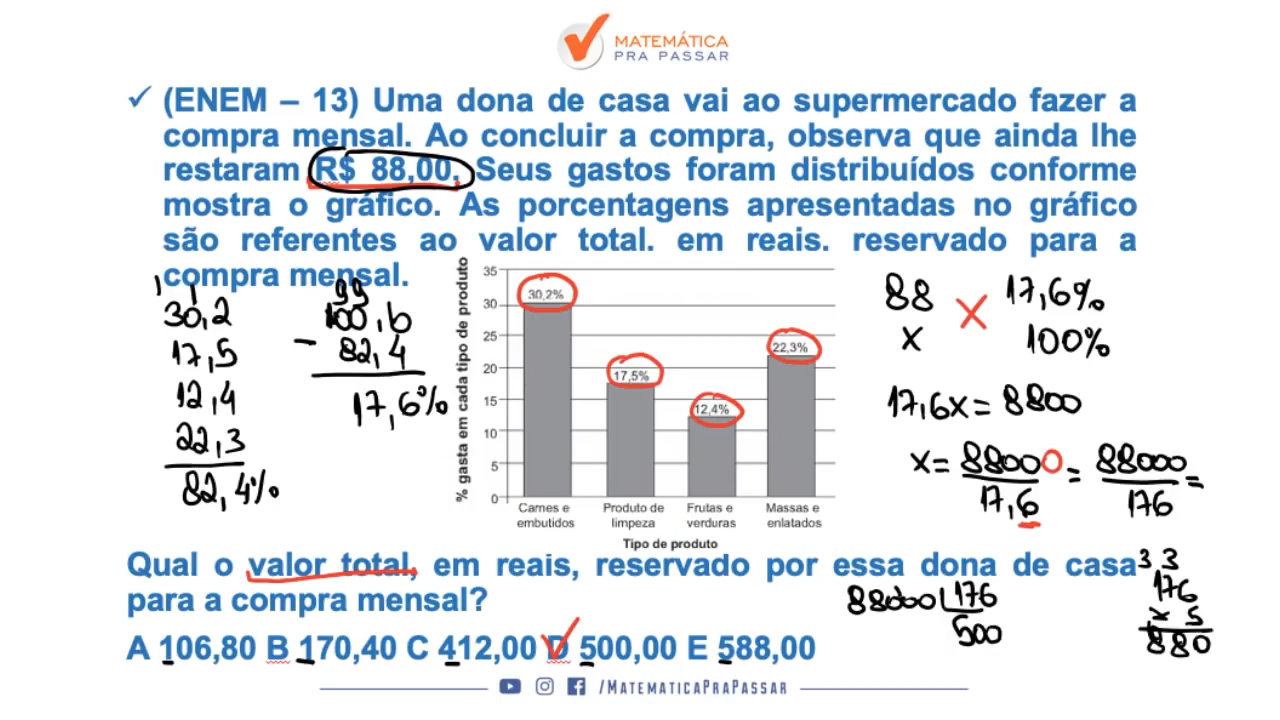 MATEMÁTICA
PRA PASSAR
✓ (ENEM – 13) Uma dona de casa vai ao supermercado fazer a
compra mensal. Ao concluir a compra, observa que ainda lhe
restaram R$ 88,00. Seus gastos foram distribuídos conforme
mostra o gráfico. As porcentagens apresentadas no gráfico
são referentes ao valor total. em reais. reservado para a
compra mensal.
1 1
30,2
17,5
12,4
22,3
82,4%
99
100,0
- 82,4
17,6%
% gasta em cada tipo de produto
35
30
25
20
15
10
5
0
30,2%
17,5%
12,4%
22,3%
Carnes e
embutidos
Produto de
limpeza
Frutas e
verduras
Massas e
enlatados
Tipo de produto
88 X 17,6%
x 100%
17,6x = 8800
x = 88000 = 88000 =
17,6 176
Qual o valor total, em reais, reservado por essa dona de casa
para a compra mensal?
88000 176
500
3 3
176
x 5
880
A 106,80 B 170,40 C 412,00 D 500,00 E 588,00
/MatematicaPraPassar